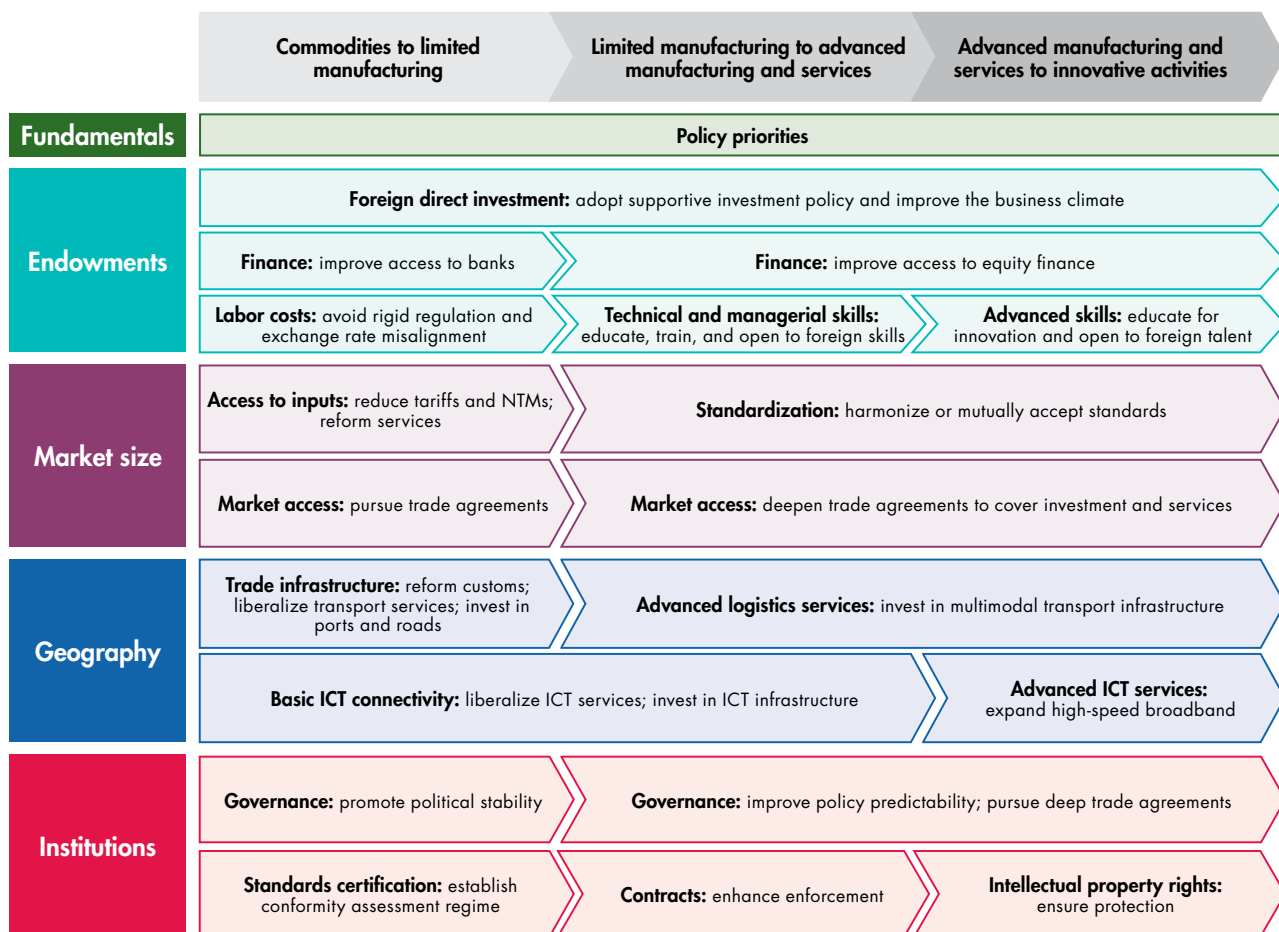 Commodities to limited
manufacturing
Limited manufacturing to advanced
manufacturing and services
Advanced manufacturing and
services to innovative activities
Fundamentals
Policy priorities
Endowments
Foreign direct investment: adopt supportive investment policy and improve the business climate
Finance: improve access to banks
Finance: improve access to equity finance
Labor costs: avoid rigid regulation and
exchange rate misalignment
Technical and managerial skills:
educate, train, and open to foreign skills
Advanced skills: educate for
innovation and open to foreign talent
Market size
Access to inputs: reduce tariffs and NTMs;
reform services
Standardization: harmonize or mutually accept standards
Market access: pursue trade agreements
Market access: deepen trade agreements to cover investment and services
Geography
Trade infrastructure: reform customs;
liberalize transport services; invest in
ports and roads
Advanced logistics services: invest in multimodal transport infrastructure
Basic ICT connectivity: liberalize ICT services; invest in ICT infrastructure
Advanced ICT services:
expand high-speed broadband
Institutions
Governance: promote political stability
Governance: improve policy predictability; pursue deep trade agreements
Standards certification: establish
conformity assessment regime
Contracts: enhance enforcement
Intellectual property rights:
ensure protection